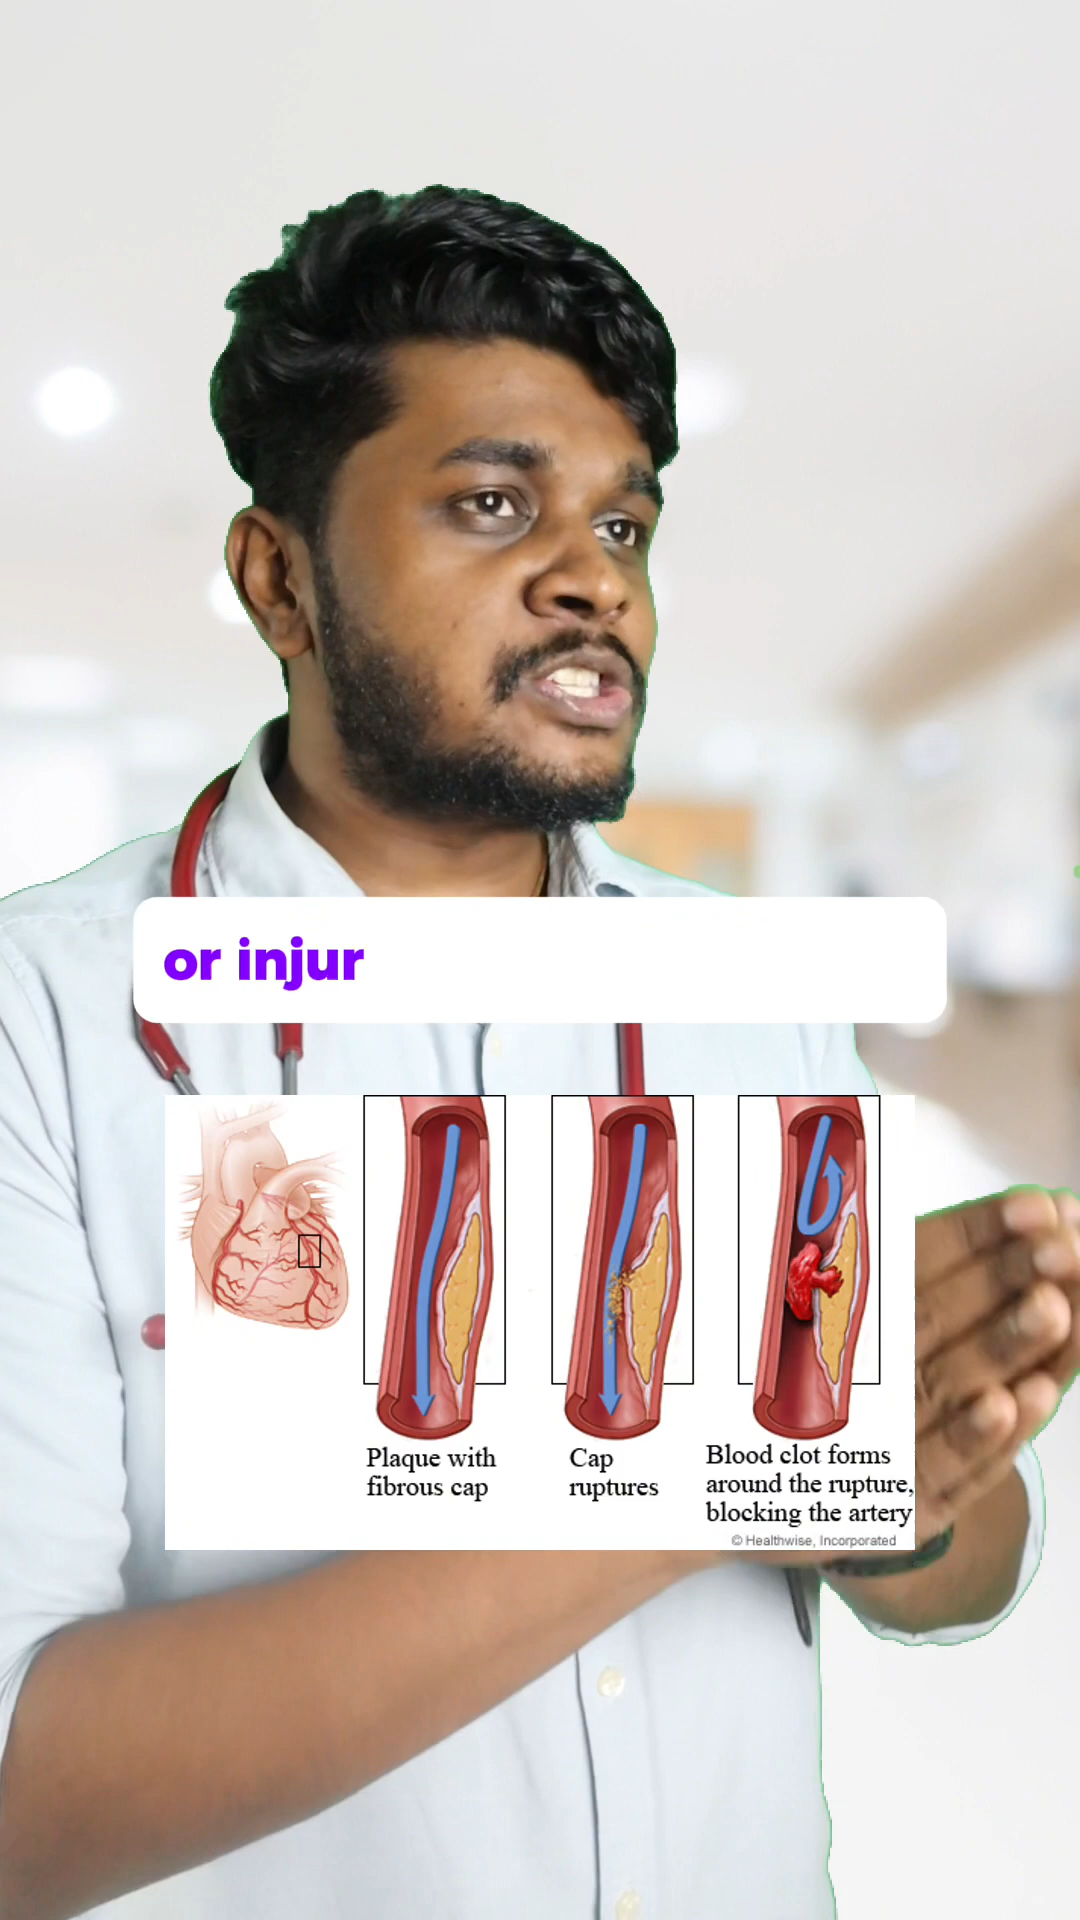 or injur
Plaque with
fibrous cap
Cap
ruptures
Blood clot forms
around the rupture,
blocking the artery
© Healthwise, Incorporated